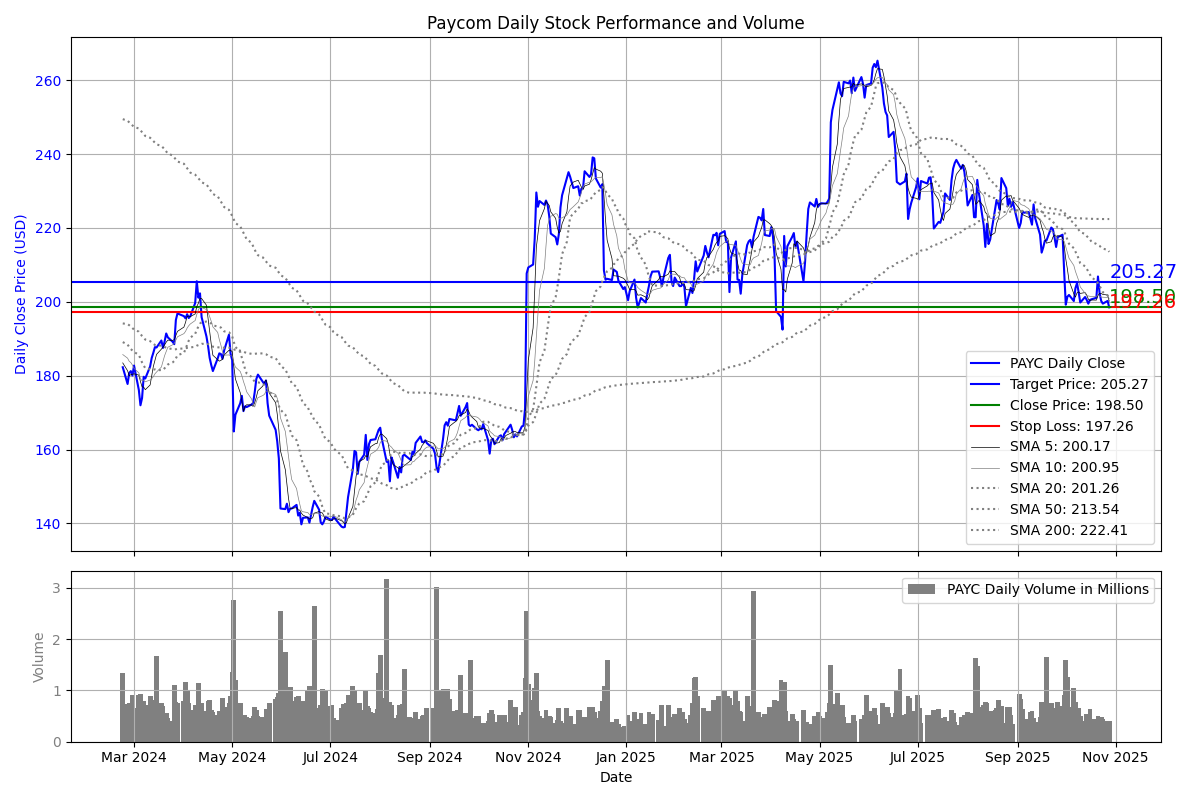 Paycom Daily Stock Performance and Volume
Daily Close Price (USD)
260
240
220
200
180
160
140
205.27
198.50
197.26
PAYC Daily Close
Target Price: 205.27
Close Price: 198.50
Stop Loss: 197.26
SMA 5: 200.17
SMA 10: 200.95
SMA 20: 201.26
SMA 50: 213.54
SMA 200: 222.41
Volume
3
2
1
0
PAYC Daily Volume in Millions
Mar 2024 May 2024 Jul 2024 Sep 2024 Nov 2024 Jan 2025 Mar 2025 May 2025 Jul 2025 Sep 2025 Nov 2025
Date